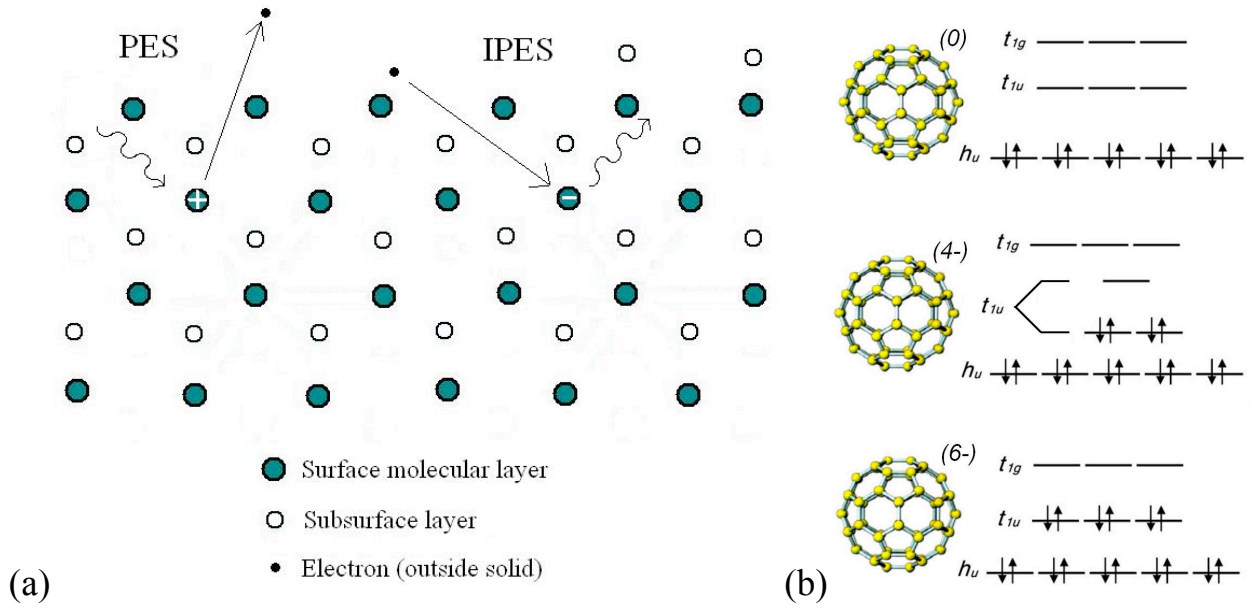 PES
IPES
+
−
Surface molecular layer
Subsurface layer
Electron (outside solid)
(a)
(0)
t1g
t1u
hu
(4-)
t1g
t1u
hu
(6-)
t1g
t1u
hu
(b)